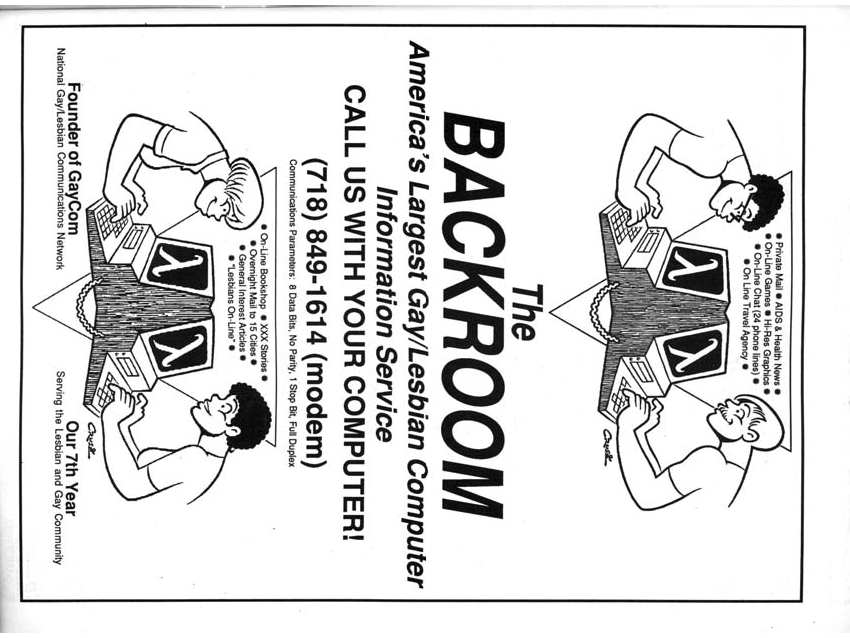 • Private Mail • AIDS & Health News •
• On-Line Games • Hi-Res Graphics •
• On-Line Chat (24 phone lines) •
• On Line Travel Agency •
The
BACKROOM
America's Largest Gay/Lesbian Computer
Information Service
CALL US WITH YOUR COMPUTER!
(718) 849-1614 (modem)
Communications Parameters: 8 Data Bits, No Parity, 1 Stop Bit, Full Duplex
• On-Line Bookshop • XXX Stories •
• Overnight Mail to 15 Cities •
• General Interest Articles •
• "Lesbians On-Line" •
λ
λ
λ
λ
Cruse
Cruse
Founder of GayCom
National Gay/Lesbian Communications Network
Our 7th Year
Serving the Lesbian and Gay Community